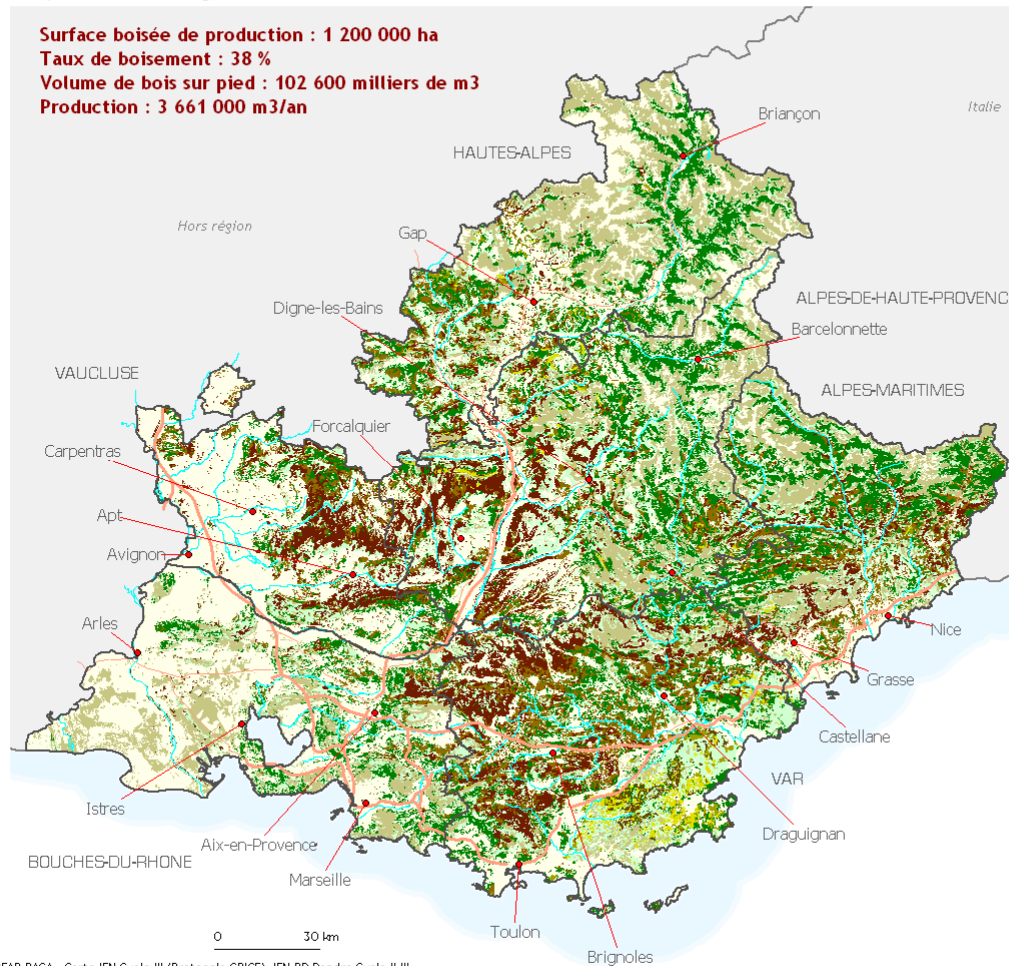 Surface boisée de production : 1 200 000 ha
Taux de boisement : 38 %
Volume de bois sur pied : 102 600 milliers de m3
Production : 3 661 000 m3/an
Italie
Briançon
HAUTES-ALPES
Hors région
Gap
ALPES-DE-HAUTE-PROVENC
Digne-les-Bains
Barcelonnette
VAUCLUSE
ALPES-MARITIMES
Forcalquier
Carpentras
Apt
Avignon
Arles
Nice
Grasse
Castellane
VAR
Istres
Draguignan
Aix-en-Provence
BOUCHES-DU-RHONE
Marseille
Toulon
0 30 km
Brignoles